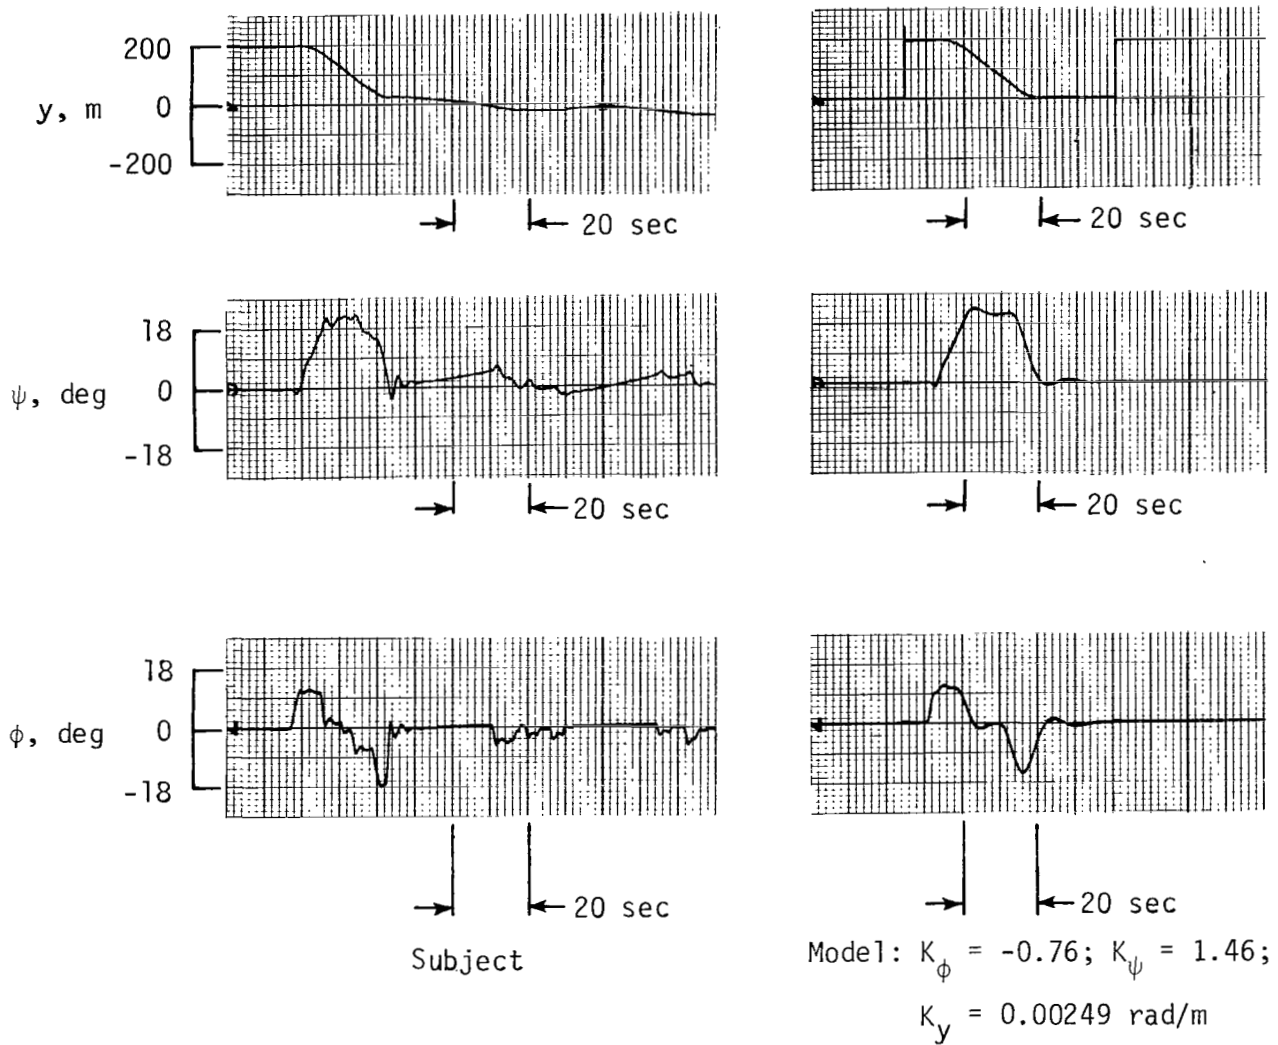 200
y, m 0
-200
20 sec
20 sec
18
ψ, deg 0
-18
20 sec
20 sec
18
ϕ, deg 0
-18
20 sec
20 sec
Subject
Model: K_ϕ = -0.76; K_ψ = 1.46;
K_y = 0.00249 rad/m